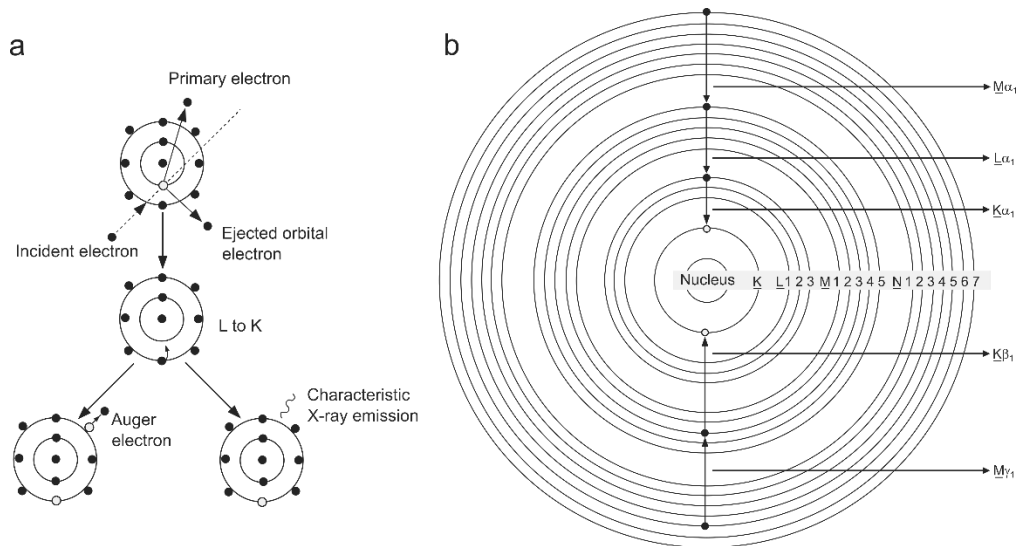 a
Primary electron
Incident electron
Ejected orbital
electron
L to K
Auger
electron
Characteristic
X-ray emission
b
Mα1
Lα1
Kα1
Nucleus K L1 2 3 M1 2 3 4 5 N1 2 3 4 5 6 7
Kβ1
Mγ1